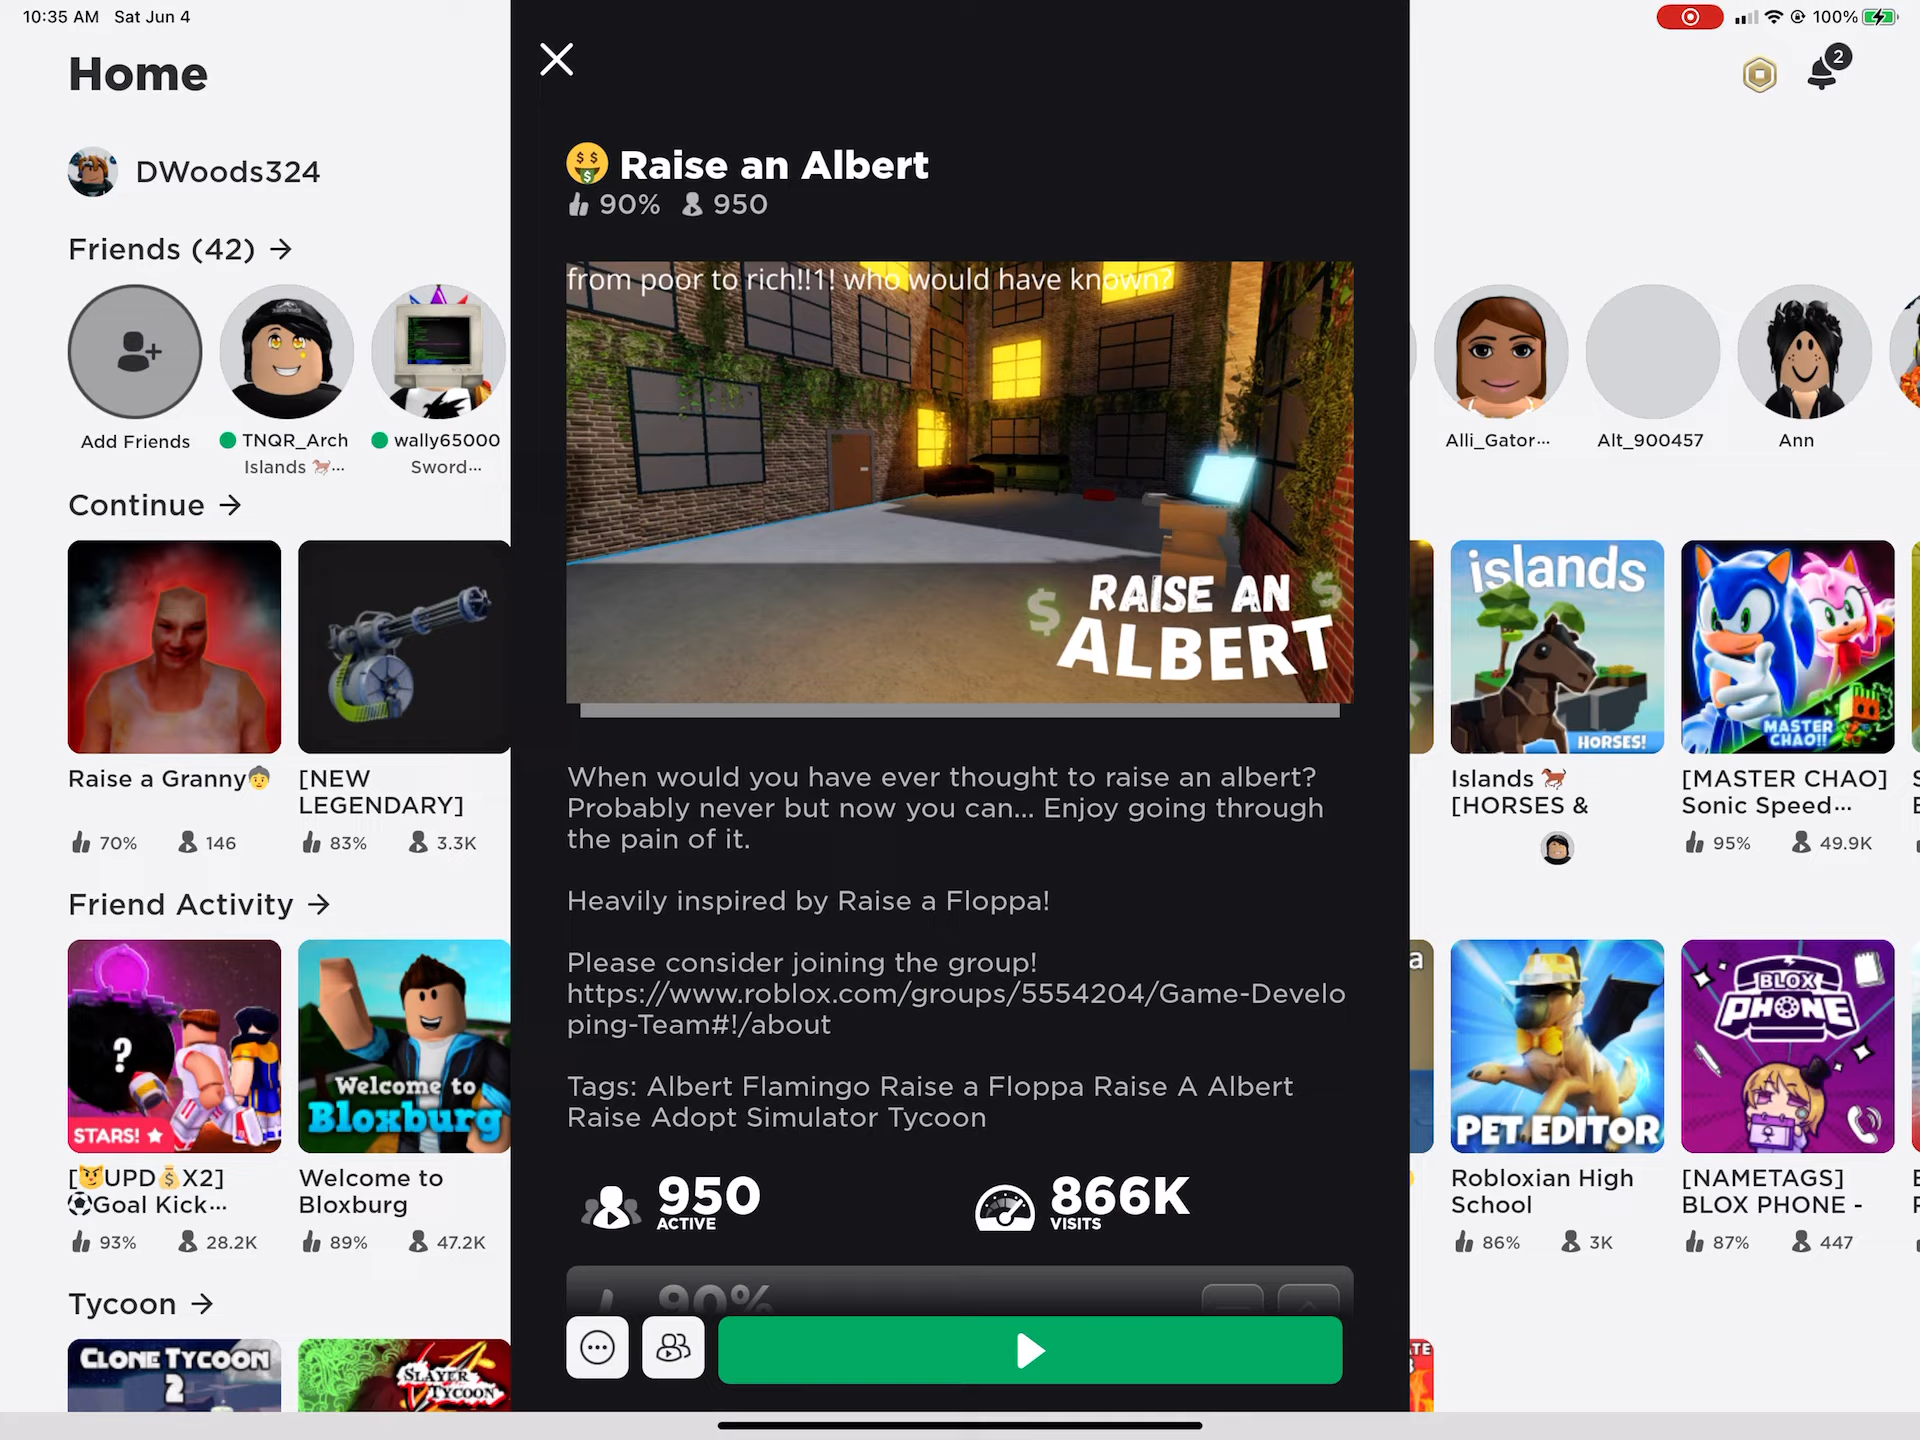 10:35 AM Sat Jun 4
100%
Home
2
DWoods324
Friends (42) →
Add Friends
TNQR_Arch
Islands 🐎...
wally65000
Sword...
Alli_Gator...
Alt_900457
Ann
Continue →
Raise a Granny👵
70% 146
[NEW
LEGENDARY]
83% 3.3K
islands
HORSES!
Islands 🐎
[HORSES &
MASTER
CHAO!!
[MASTER CHAO]
Sonic Speed...
95% 49.9K
Friend Activity →
?
STARS! ★
[😼UPD💰X2]
⚽Goal Kick...
93% 28.2K
Welcome to
Bloxburg
Welcome to
Bloxburg
89% 47.2K
PET EDITOR
Robloxian High
School
86% 3K
BLOX
PHONE
[NAMETAGS]
BLOX PHONE -
87% 447
Tycoon →
CLONE TYCOON
2
SLAYER
TYCOON
🤑 Raise an Albert
90% 950
from poor to rich!!1! who would have known?
$ RAISE AN $
ALBERT
When would you have ever thought to raise an albert?
Probably never but now you can... Enjoy going through
the pain of it.
Heavily inspired by Raise a Floppa!
Please consider joining the group!
https://www.roblox.com/groups/5554204/Game-Develo
ping-Team#!/about
Tags: Albert Flamingo Raise a Floppa Raise A Albert
Raise Adopt Simulator Tycoon
950
ACTIVE
866K
VISITS
90%